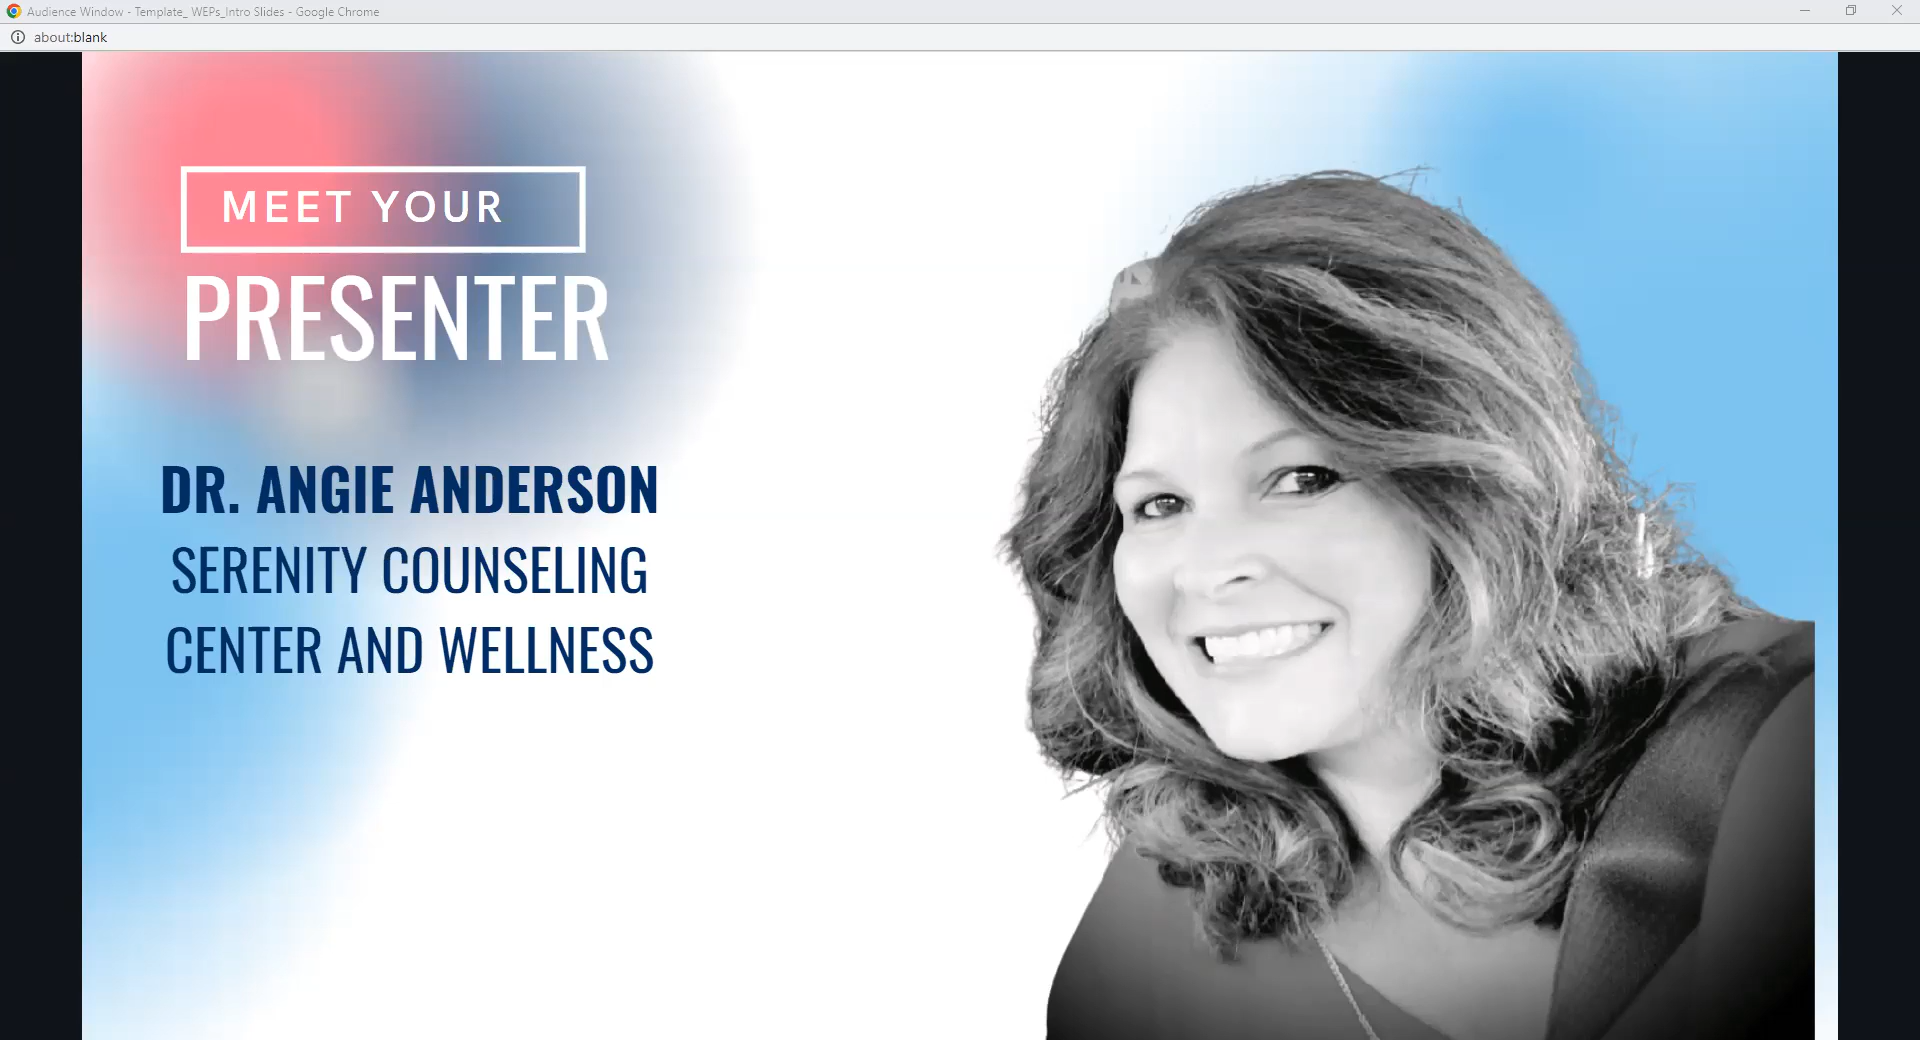 Audience Window - Template_ WEPs_Intro Slides - Google Chrome
about:blank
MEET YOUR
PRESENTER
DR. ANGIE ANDERSON
SERENITY COUNSELING
CENTER AND WELLNESS